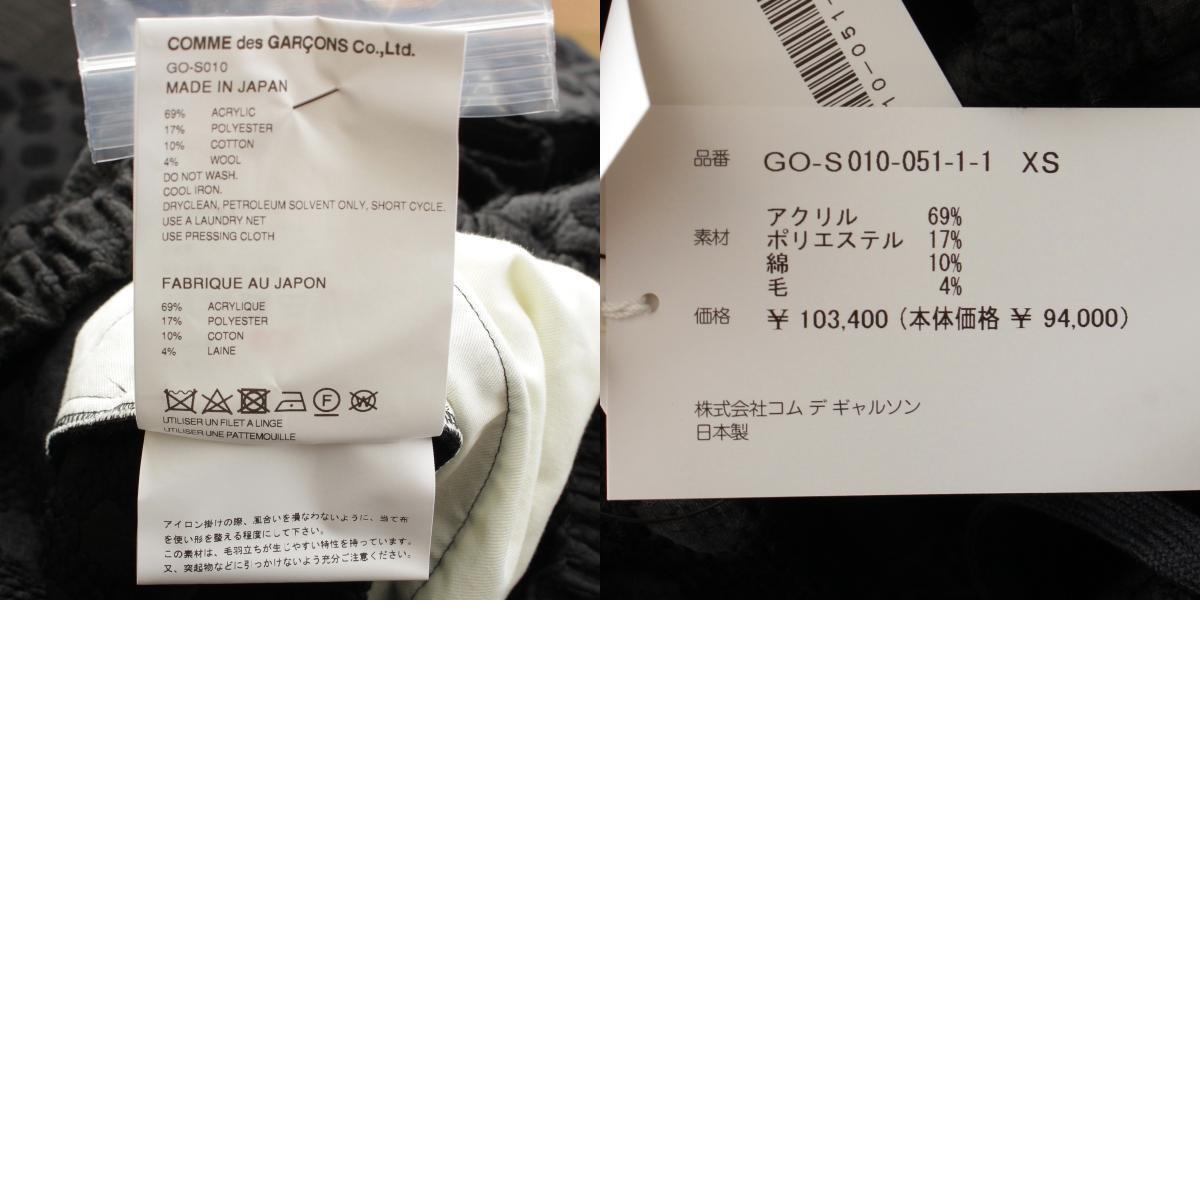 COMME des GARÇONS Co.,Ltd.
GO-S010
MADE IN JAPAN
69% ACRYLIC
17% POLYESTER
10% COTTON
4% WOOL
DO NOT WASH.
COOL IRON.
DRYCLEAN, PETROLEUM SOLVENT ONLY, SHORT CYCLE.
USE A LAUNDRY NET
USE PRESSING CLOTH
FABRIQUE AU JAPON
69% ACRYLIQUE
17% POLYESTER
10% COTON
4% LAINE
F W
UTILISER UN FILET A LINGE
UTILISER UNE PATTEMOUILLE
アイロン掛けの際、風合いを損なわないように、当て布
を使い形を整える程度にして下さい。
この素材は、毛羽立ちが生じやすい特性を持っています。
又、突起物などに引っかけないよう充分ご注意ください。
10-051-
品番 GO-S010-051-1-1 XS
素材 アクリル 69%
ポリエステル 17%
綿 10%
毛 4%
価格 ¥ 103,400 (本体価格 ¥ 94,000)
株式会社コム デ ギャルソン
日本製